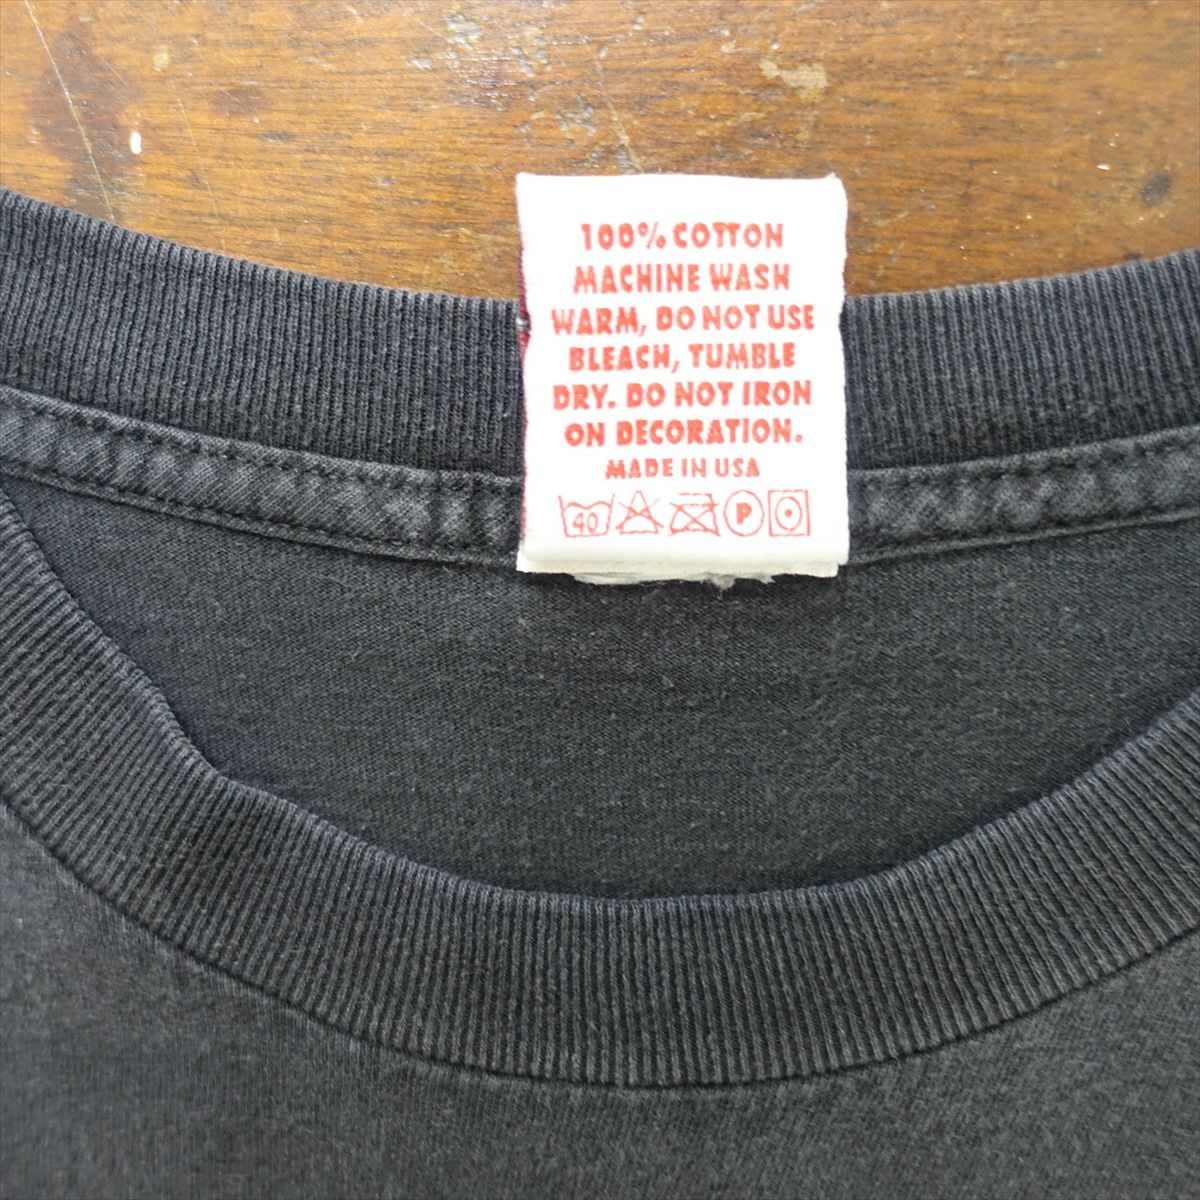 100% COTTON
MACHINE WASH
WARM, DO NOT USE
BLEACH, TUMBLE
DRY. DO NOT IRON
ON DECORATION.
MADE IN USA
40 P